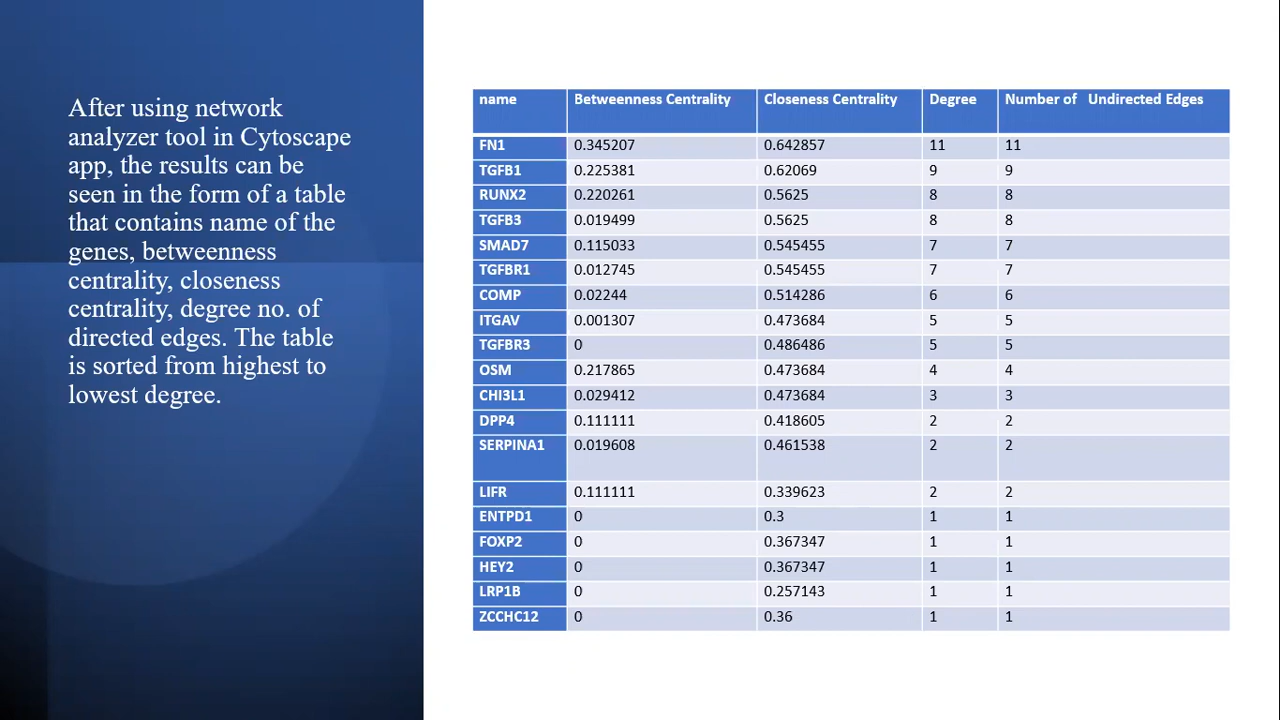 After using network
analyzer tool in Cytoscape
app, the results can be
seen in the form of a table
that contains name of the
genes, betweenness
centrality, closeness
centrality, degree no. of
directed edges. The table
is sorted from highest to
lowest degree.
name Betweenness Centrality Closeness Centrality Degree Number of Undirected Edges
FN1 0.345207 0.642857 11 11
TGFB1 0.225381 0.62069 9 9
RUNX2 0.220261 0.5625 8 8
TGFB3 0.019499 0.5625 8 8
SMAD7 0.115033 0.545455 7 7
TGFBR1 0.012745 0.545455 7 7
COMP 0.02244 0.514286 6 6
ITGAV 0.001307 0.473684 5 5
TGFBR3 0 0.486486 5 5
OSM 0.217865 0.473684 4 4
CHI3L1 0.029412 0.473684 3 3
DPP4 0.111111 0.418605 2 2
SERPINA1 0.019608 0.461538 2 2
LIFR 0.111111 0.339623 2 2
ENTPD1 0 0.3 1 1
FOXP2 0 0.367347 1 1
HEY2 0 0.367347 1 1
LRP1B 0 0.257143 1 1
ZCCHC12 0 0.36 1 1